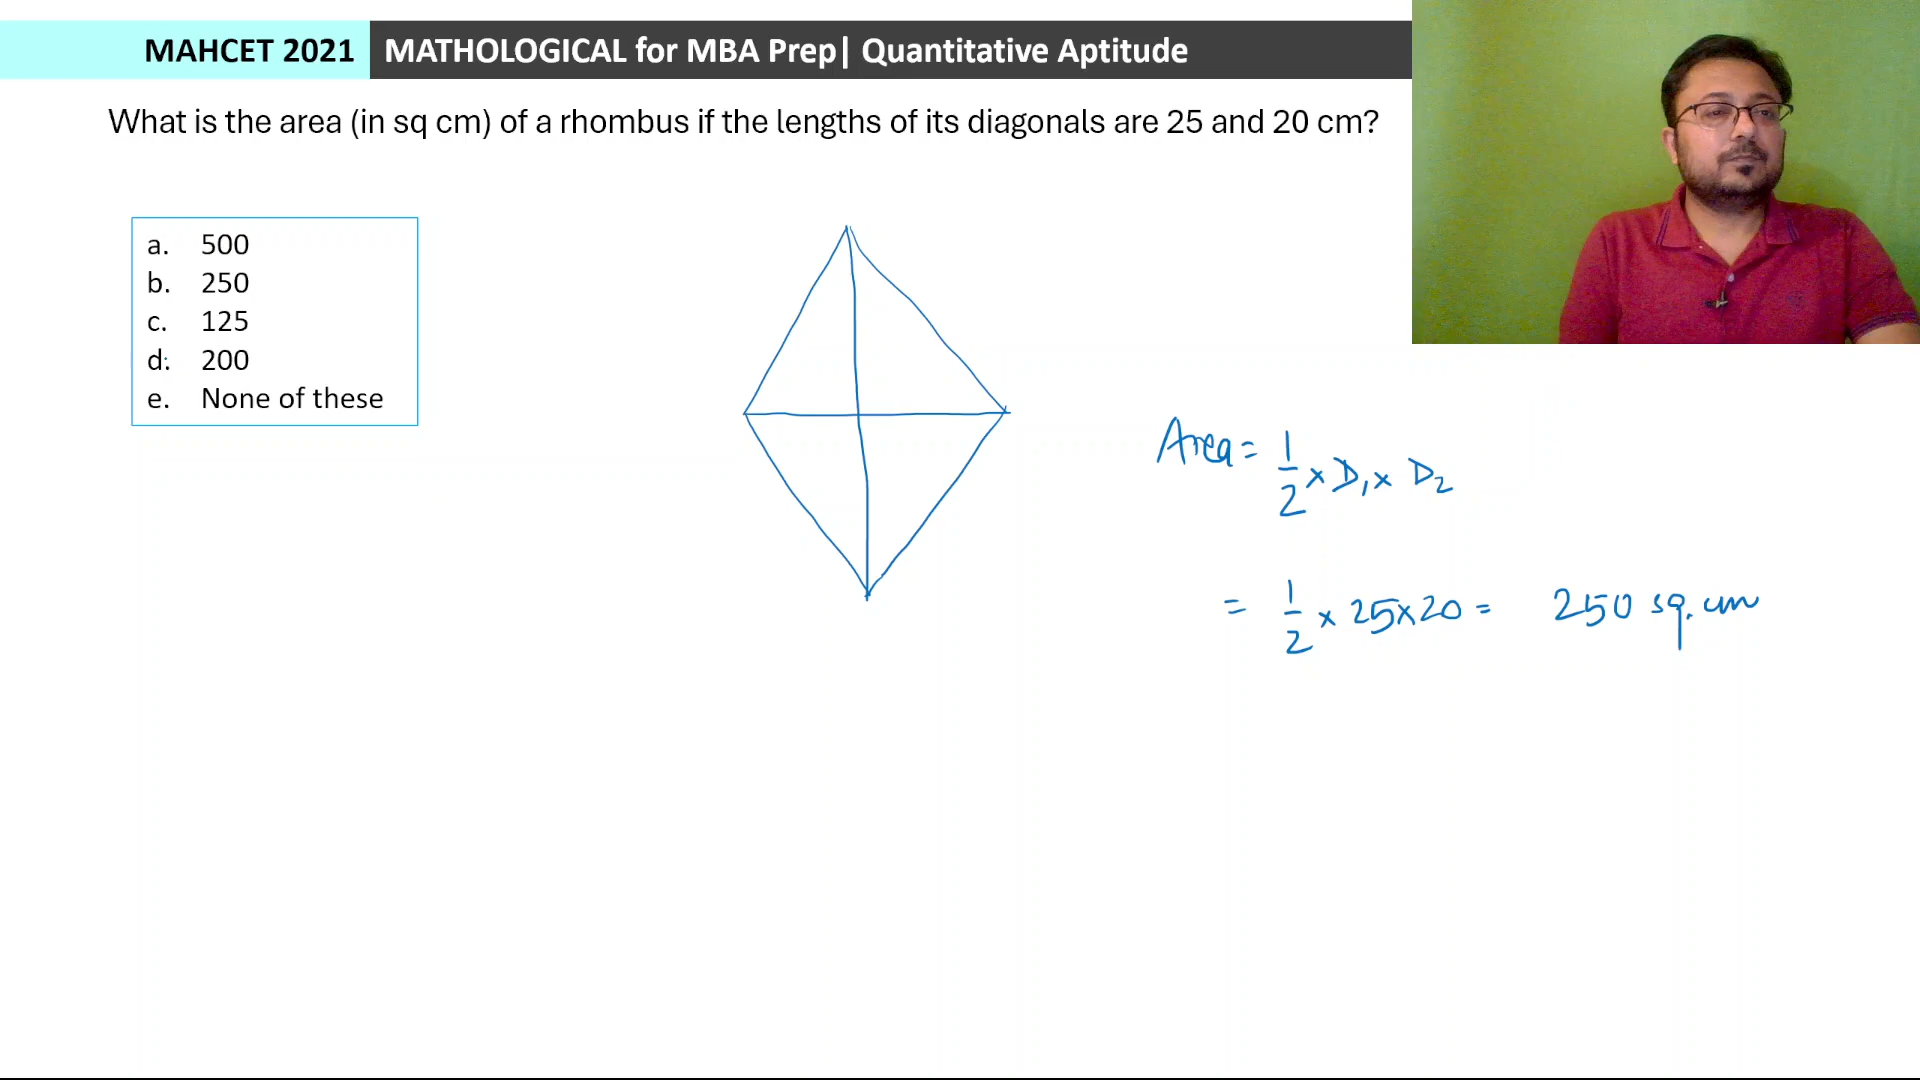 MAHCET 2021 MATHOLOGICAL for MBA Prep| Quantitative Aptitude
What is the area (in sq cm) of a rhombus if the lengths of its diagonals are 25 and 20 cm?
a. 500
b. 250
c. 125
d. 200
e. None of these
Area = 1/2 × D₁ × D₂
= 1/2 × 25 × 20 = 250 sq. cm